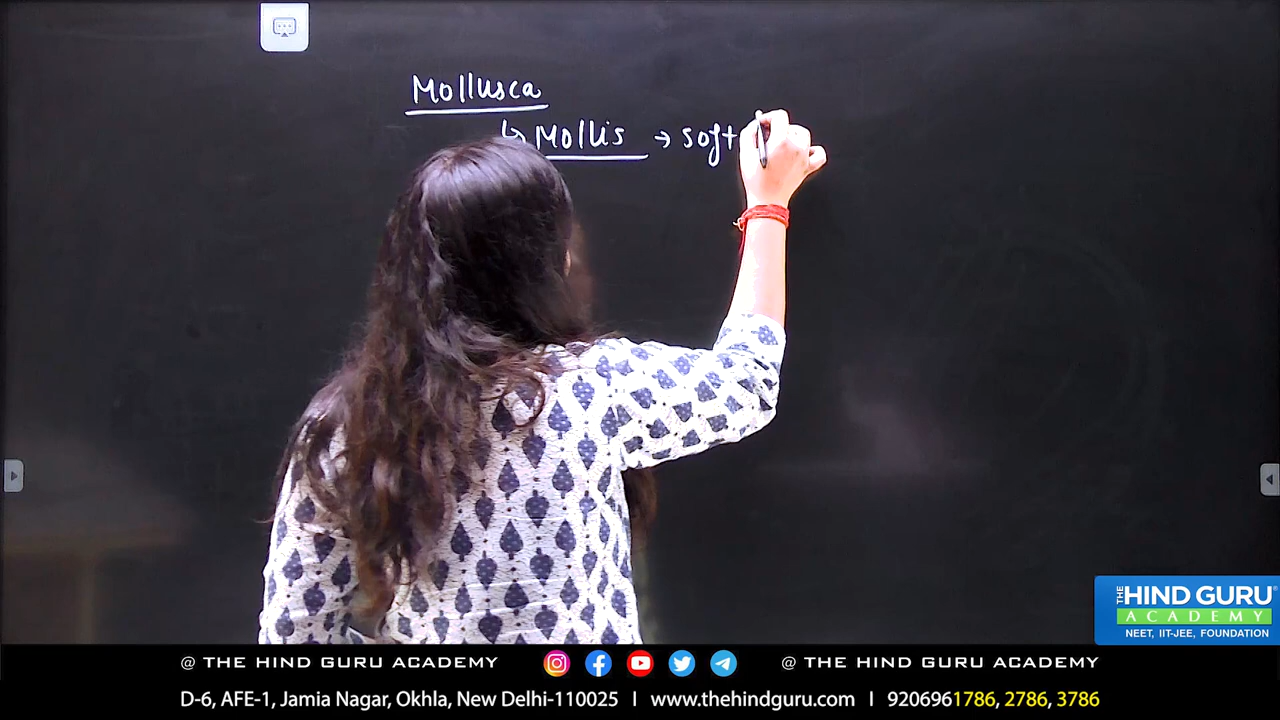 Mollusca
↳ Mollis → soft
THE HIND GURU
ACADEMY
NEET, IIT-JEE, FOUNDATION
@ THE HIND GURU ACADEMY @ THE HIND GURU ACADEMY
D-6, AFE-1, Jamia Nagar, Okhla, New Delhi-110025 I www.thehindguru.com I 9206961786, 2786, 3786